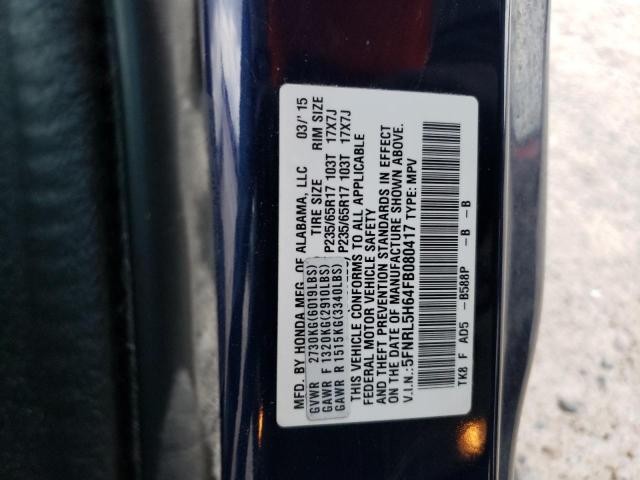 MFD. BY HONDA MFG. OF ALABAMA, LLC 03/'15
TIRE SIZE RIM SIZE
GVWR 2730KG(6019LBS)
GAWR F 1320KG(2910LBS) P235/65R17 103T 17X7J
GAWR R 1515KG(3340LBS) P235/65R17 103T 17X7J
THIS VEHICLE CONFORMS TO ALL APPLICABLE
FEDERAL MOTOR VEHICLE SAFETY
AND THEFT PREVENTION STANDARDS IN EFFECT
ON THE DATE OF MANUFACTURE SHOWN ABOVE.
V.I.N.:5FNRL5H64FB080417 TYPE: MPV
TK8 F AD5 -B588P -B -B